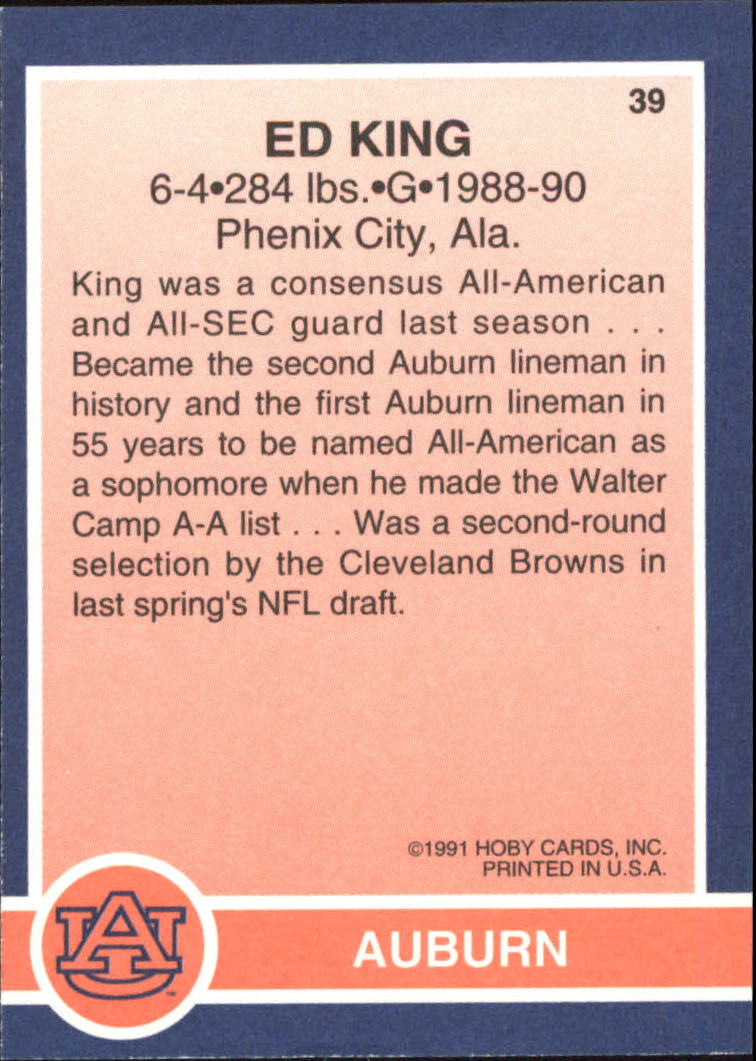 39
ED KING
6-4•284 lbs.•G•1988-90
Phenix City, Ala.
King was a consensus All-American
and All-SEC guard last season . . .
Became the second Auburn lineman in
history and the first Auburn lineman in
55 years to be named All-American as
a sophomore when he made the Walter
Camp A-A list . . . Was a second-round
selection by the Cleveland Browns in
last spring's NFL draft.
©1991 HOBY CARDS, INC.
PRINTED IN U.S.A.
AU
TM
AUBURN